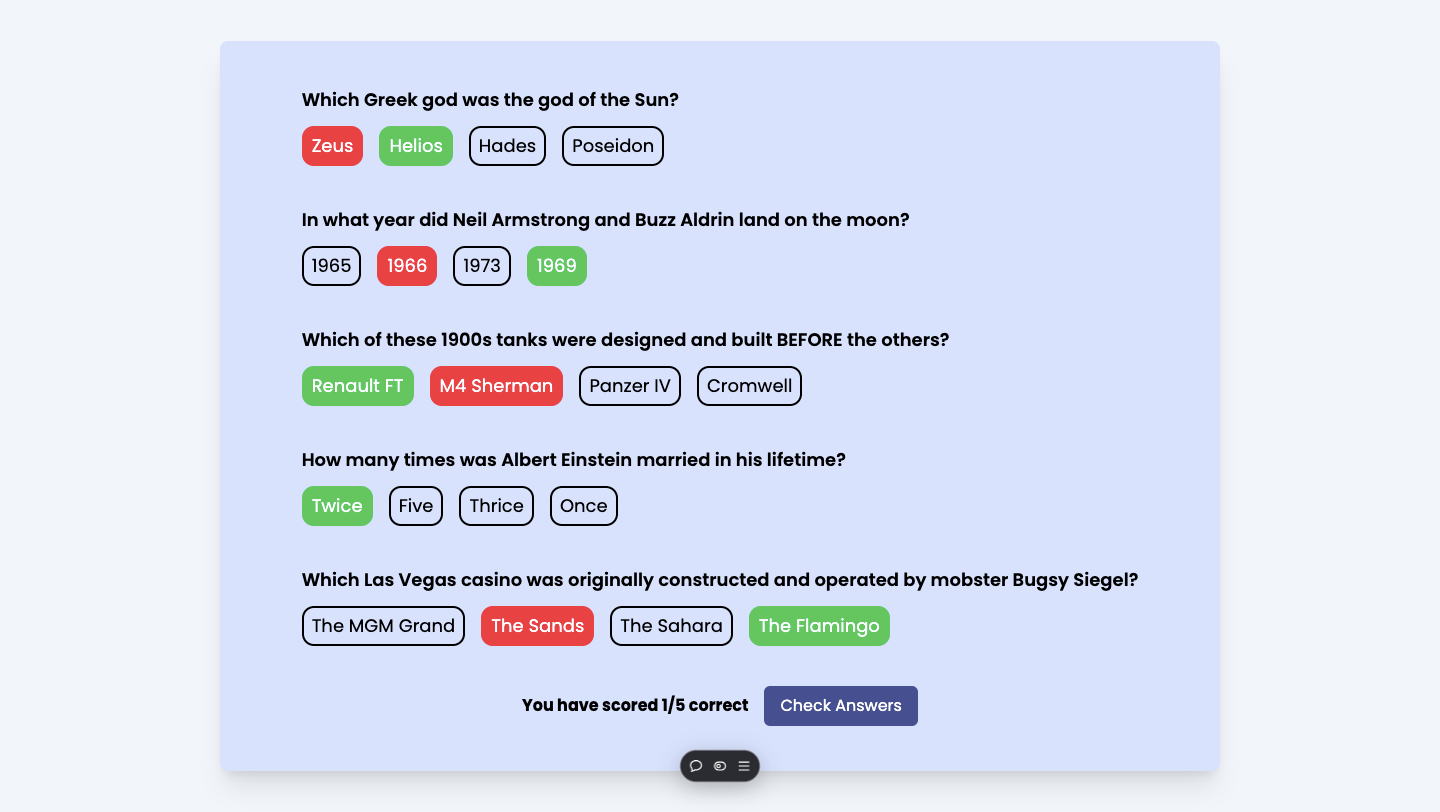 Which Greek god was the god of the Sun?
Zeus Helios Hades Poseidon
In what year did Neil Armstrong and Buzz Aldrin land on the moon?
1965 1966 1973 1969
Which of these 1900s tanks were designed and built BEFORE the others?
Renault FT M4 Sherman Panzer IV Cromwell
How many times was Albert Einstein married in his lifetime?
Twice Five Thrice Once
Which Las Vegas casino was originally constructed and operated by mobster Bugsy Siegel?
The MGM Grand The Sands The Sahara The Flamingo
You have scored 1/5 correct Check Answers